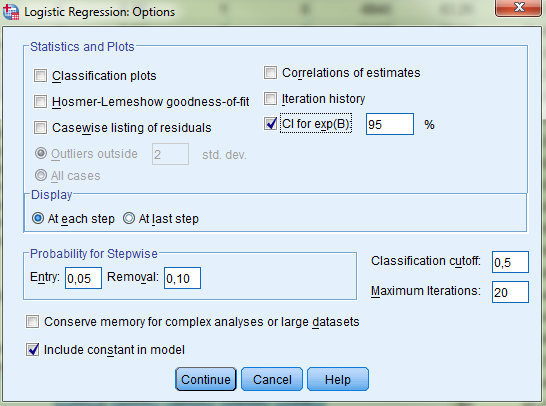 Logistic Regression: Options
Statistics and Plots
Classification plots
Correlations of estimates
Hosmer-Lemeshow goodness-of-fit
Iteration history
Casewise listing of residuals
CI for exp(B): 95 %
Outliers outside 2 std. dev.
All cases
Display
At each step At last step
Probability for Stepwise
Entry: 0,05 Removal: 0,10
Classification cutoff: 0,5
Maximum Iterations: 20
Conserve memory for complex analyses or large datasets
Include constant in model
Continue Cancel Help